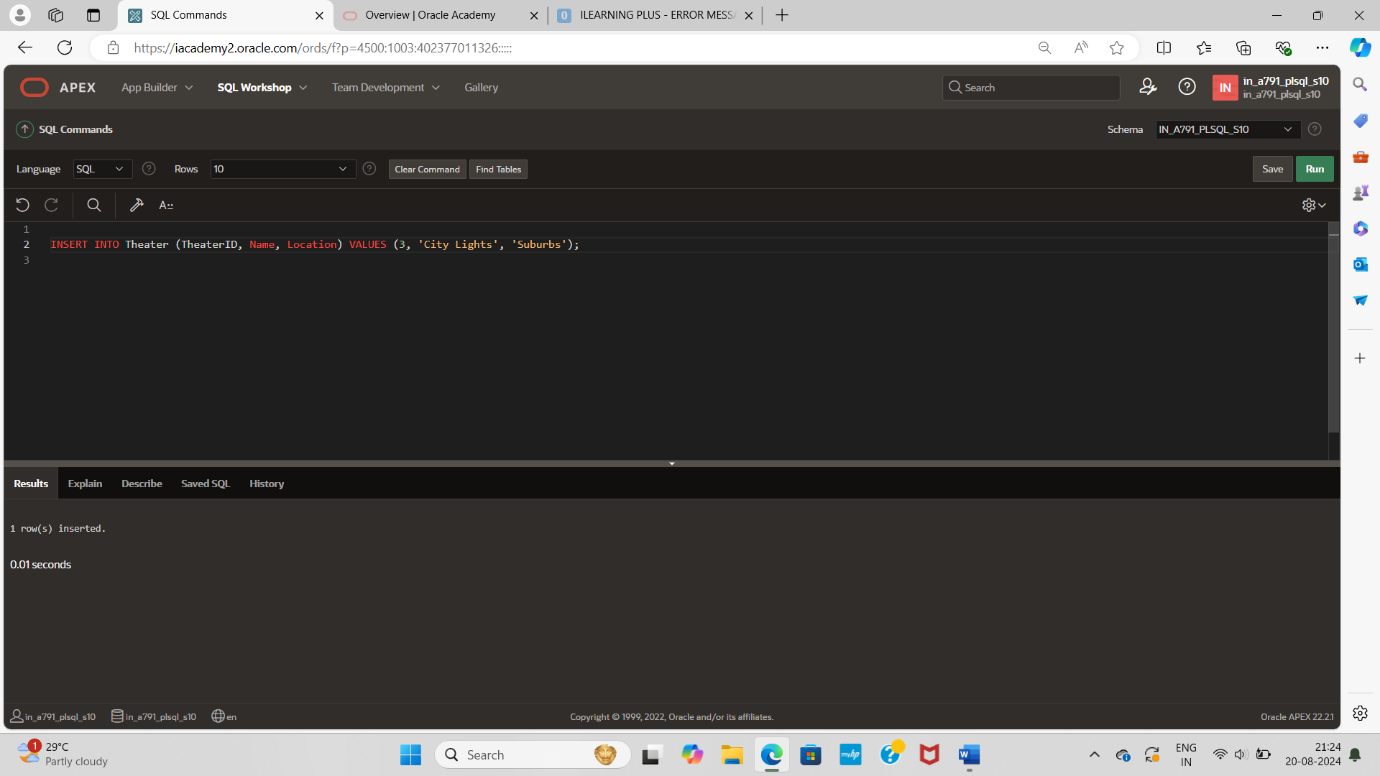 SQL Commands
Overview | Oracle Academy
ILEARNING PLUS - ERROR MESSA
https://iacademy2.oracle.com/ords/f?p=4500:1003:402377011326:::::
APEX App Builder SQL Workshop Team Development Gallery
Search
IN in_a791_plsql_s10
in_a791_plsql_s10
SQL Commands
Schema IN_A791_PLSQL_S10
Language SQL Rows 10 Clear Command Find Tables Save Run
1
2 INSERT INTO Theater (TheaterID, Name, Location) VALUES (3, 'City Lights', 'Suburbs');
3
Results Explain Describe Saved SQL History
1 row(s) inserted.
0.01 seconds
in_a791_plsql_s10 in_a791_plsql_s10 en
Copyright © 1999, 2022, Oracle and/or its affiliates.
Oracle APEX 22.2.1
1 29°C
Partly cloudy
Search
myhp
ENG
IN
21:24
20-08-2024